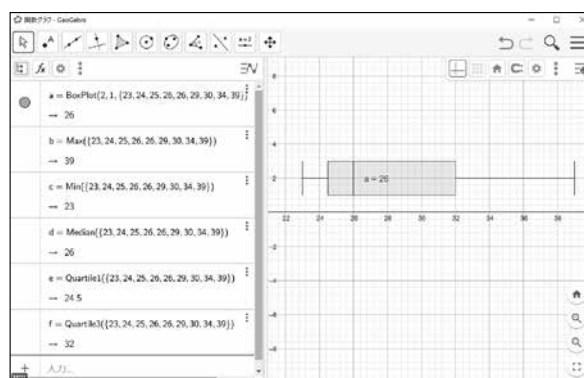 関数グラフ - GeoGebra
a = BoxPlot(2, 1, {23, 24, 25, 26, 26, 29, 30, 34, 39})
→ 26
b = Max({23, 24, 25, 26, 26, 29, 30, 34, 39})
→ 39
c = Min({23, 24, 25, 26, 26, 29, 30, 34, 39})
→ 23
d = Median({23, 24, 25, 26, 26, 29, 30, 34, 39})
→ 26
e = Quartile1({23, 24, 25, 26, 26, 29, 30, 34, 39})
→ 24.5
f = Quartile3({23, 24, 25, 26, 26, 29, 30, 34, 39})
→ 32
入力...
8
6
4
2
a = 26
22 24 26 28 30 32 34 36 38
-2
-4
-6
-8